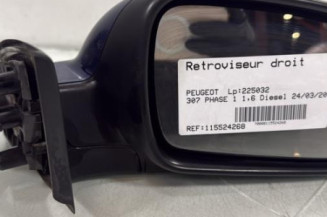 Retroviseur droit
PEUGEOT Lp:225032
307 PHASE 1 1.6 Diesel 24/03/20
REF:115524268